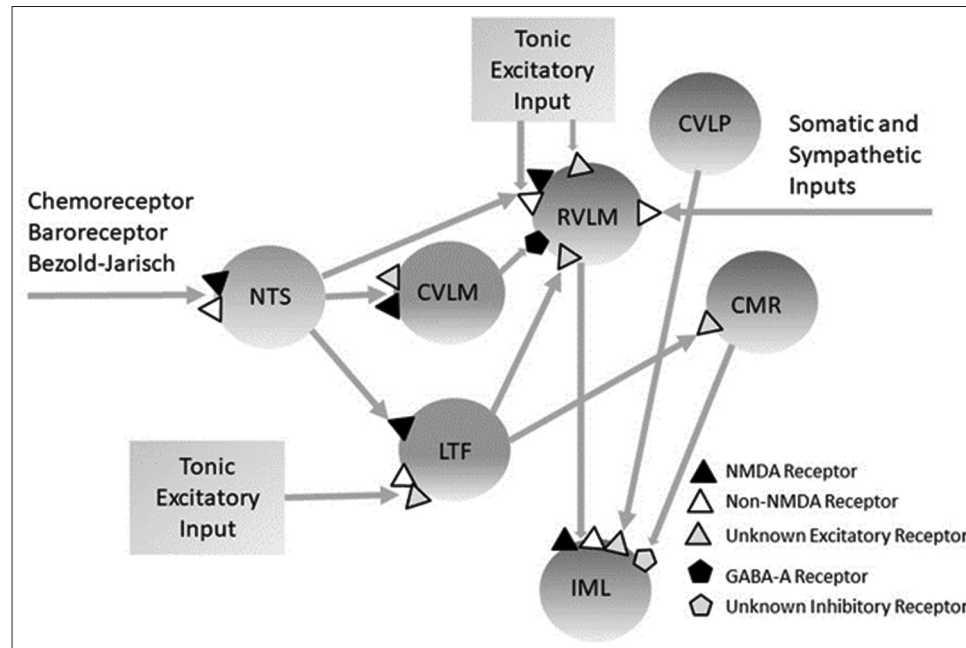 Tonic
Excitatory
Input
CVLP
Somatic and
Sympathetic
Inputs
RVLM
Chemoreceptor
Baroreceptor
Bezold-Jarisch
NTS
CVLM
CMR
LTF
Tonic
Excitatory
Input
NMDA Receptor
Non-NMDA Receptor
Unknown Excitatory Receptor
GABA-A Receptor
Unknown Inhibitory Receptor
IML